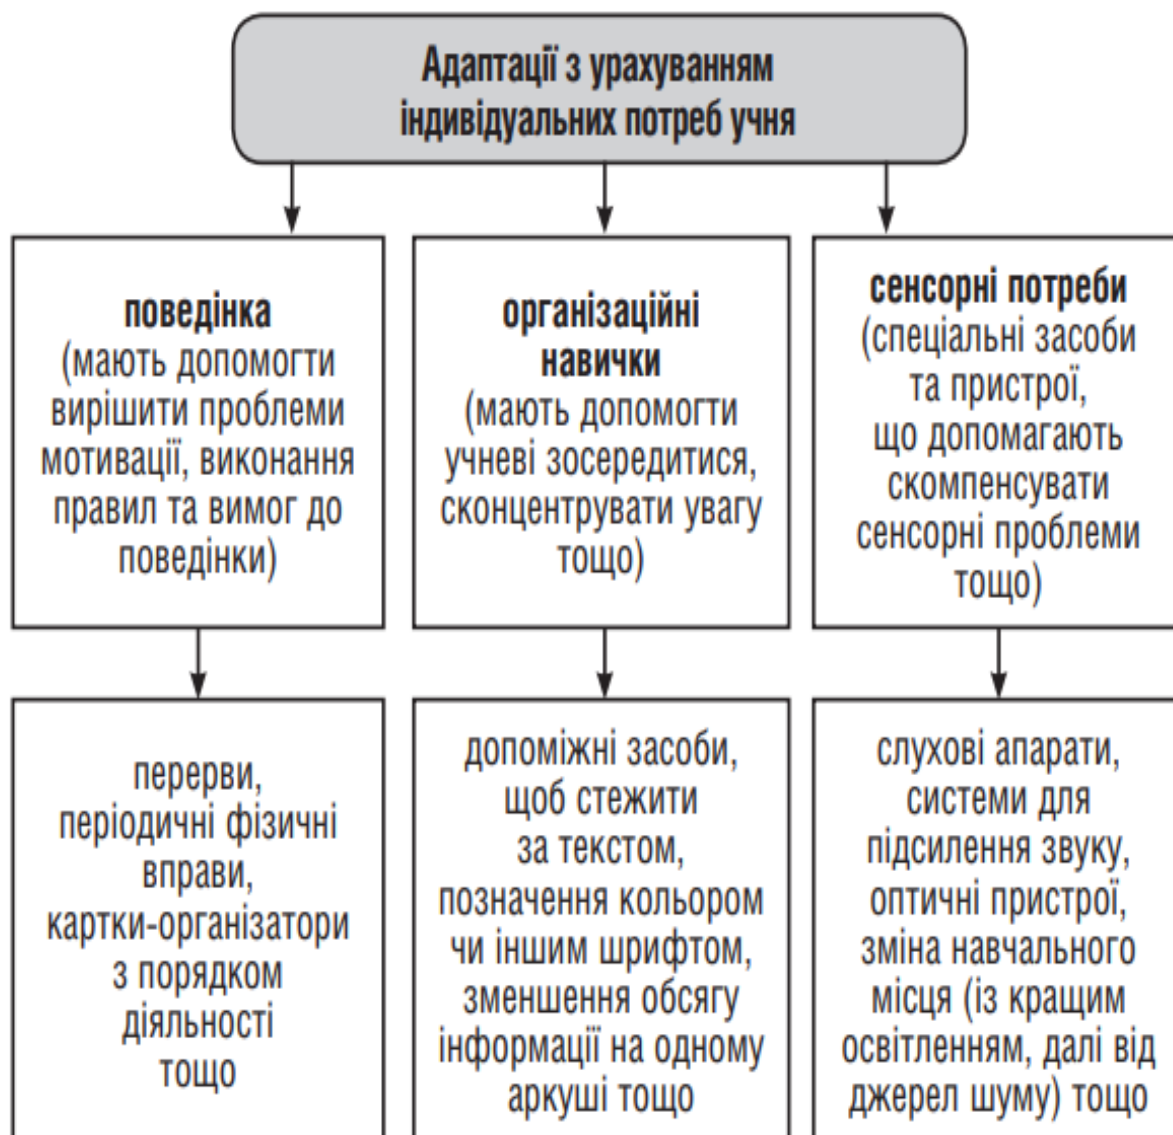 Адаптації з урахуванням
індивідуальних потреб учня
поведінка
(мають допомогти
вирішити проблеми
мотивації, виконання
правил та вимог до
поведінки)
організаційні
навички
(мають допомогти
учневі зосередитися,
сконцентрувати увагу
тощо)
сенсорні потреби
(спеціальні засоби
та пристрої,
що допомагають
скомпенсувати
сенсорні проблеми
тощо)
перерви,
періодичні фізичні
вправи,
картки-організатори
з порядком
діяльності
тощо
допоміжні засоби,
щоб стежити
за текстом,
позначення кольором
чи іншим шрифтом,
зменшення обсягу
інформації на одному
аркуші тощо
слухові апарати,
системи для
підсилення звуку,
оптичні пристрої,
зміна навчального
місця (із кращим
освітленням, далі від
джерел шуму) тощо